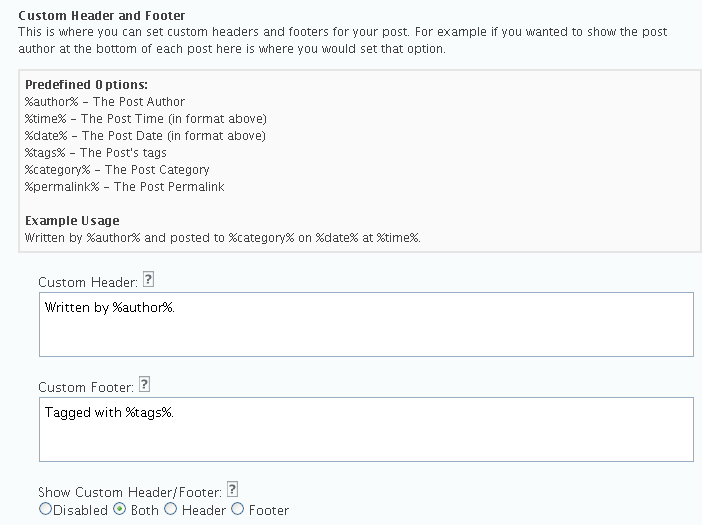 Custom Header and Footer
This is where you can set custom headers and footers for your post. For example if you wanted to show the post
author at the bottom of each post here is where you would set that option.
Predefined Options:
%author% – The Post Author
%time% – The Post Time (in format above)
%date% – The Post Date (in format above)
%tags% – The Post's tags
%category% – The Post Category
%permalink% – The Post Permalink
Example Usage
Written by %author% and posted to %category% on %date% at %time%.
Custom Header: ?
Written by %author%.
Custom Footer: ?
Tagged with %tags%.
Show Custom Header/Footer: ?
Disabled Both Header Footer